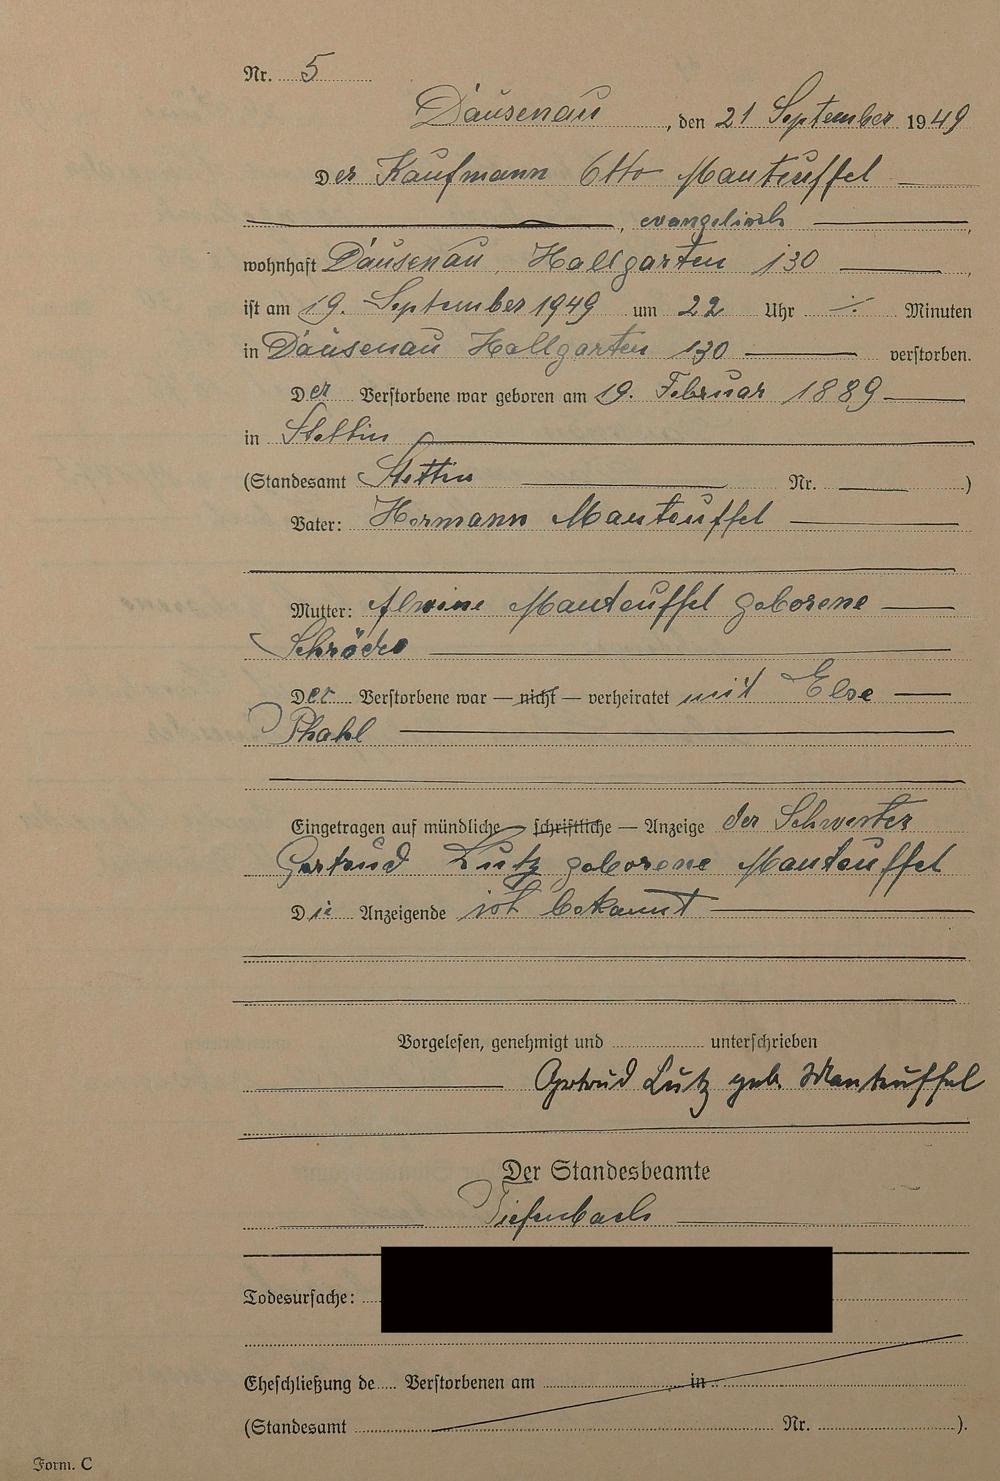 Nr. 5
Dausenau, den 21 September 1949
Der Kaufmann Otto Manteuffel
, evangelisch,
wohnhaft Dausenau, Hallgarten 130,
ist am 19. September 1949 um 22 Uhr ./. Minuten
in Dausenau Hallgarten 130 verstorben.
Der Verstorbene war geboren am 19. Februar 1889
in Stettin
(Standesamt Stettin Nr. )
Vater: Hermann Manteuffel
Mutter: Alwine Manteuffel geborene
Schröder
Der Verstorbene war — nicht — verheiratet mit Else
Phahl
Eingetragen auf mündliche — schriftliche — Anzeige der Schwester
Gertrud Lutz geborene Manteuffel
Die Anzeigende ist bekannt
Vorgelesen, genehmigt und unterschrieben
Gertrud Lutz geb. Manteuffel
Der Standesbeamte
Tiefenbach
Todesursache:
Eheschließung de Verstorbenen am in
(Standesamt Nr. ).
Form. C